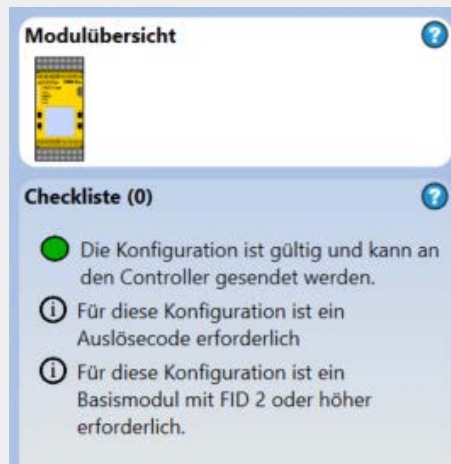 Modulübersicht
Checkliste (0)
Die Konfiguration ist gültig und kann an
den Controller gesendet werden.
Für diese Konfiguration ist ein
Auslösecode erforderlich
Für diese Konfiguration ist ein
Basismodul mit FID 2 oder höher
erforderlich.